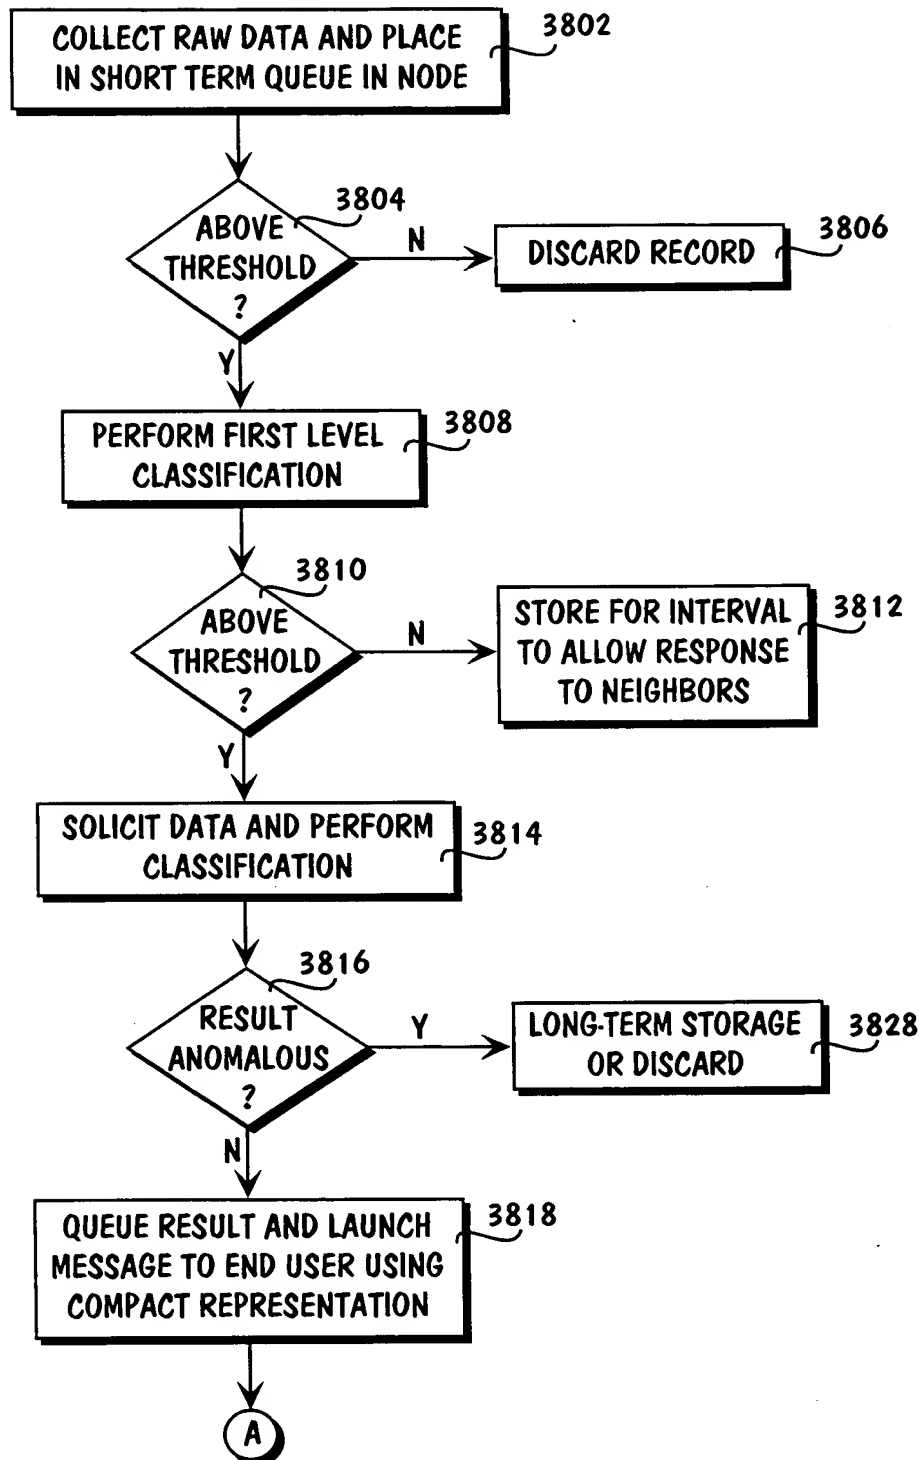 COLLECT RAW DATA AND PLACE
IN SHORT TERM QUEUE IN NODE
3802
ABOVE
THRESHOLD
?
3804
N
DISCARD RECORD
3806
Y
PERFORM FIRST LEVEL
CLASSIFICATION
3808
ABOVE
THRESHOLD
?
3810
N
STORE FOR INTERVAL
TO ALLOW RESPONSE
TO NEIGHBORS
3812
Y
SOLICIT DATA AND PERFORM
CLASSIFICATION
3814
RESULT
ANOMALOUS
?
3816
Y
LONG-TERM STORAGE
OR DISCARD
3828
N
QUEUE RESULT AND LAUNCH
MESSAGE TO END USER USING
COMPACT REPRESENTATION
3818
A